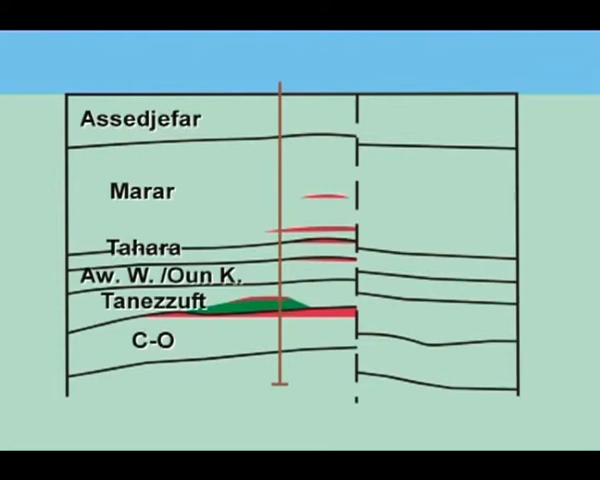 Assedjefar
Marar
Tahara
Aw. W. /Oun K.
Tanezzuft
C-O